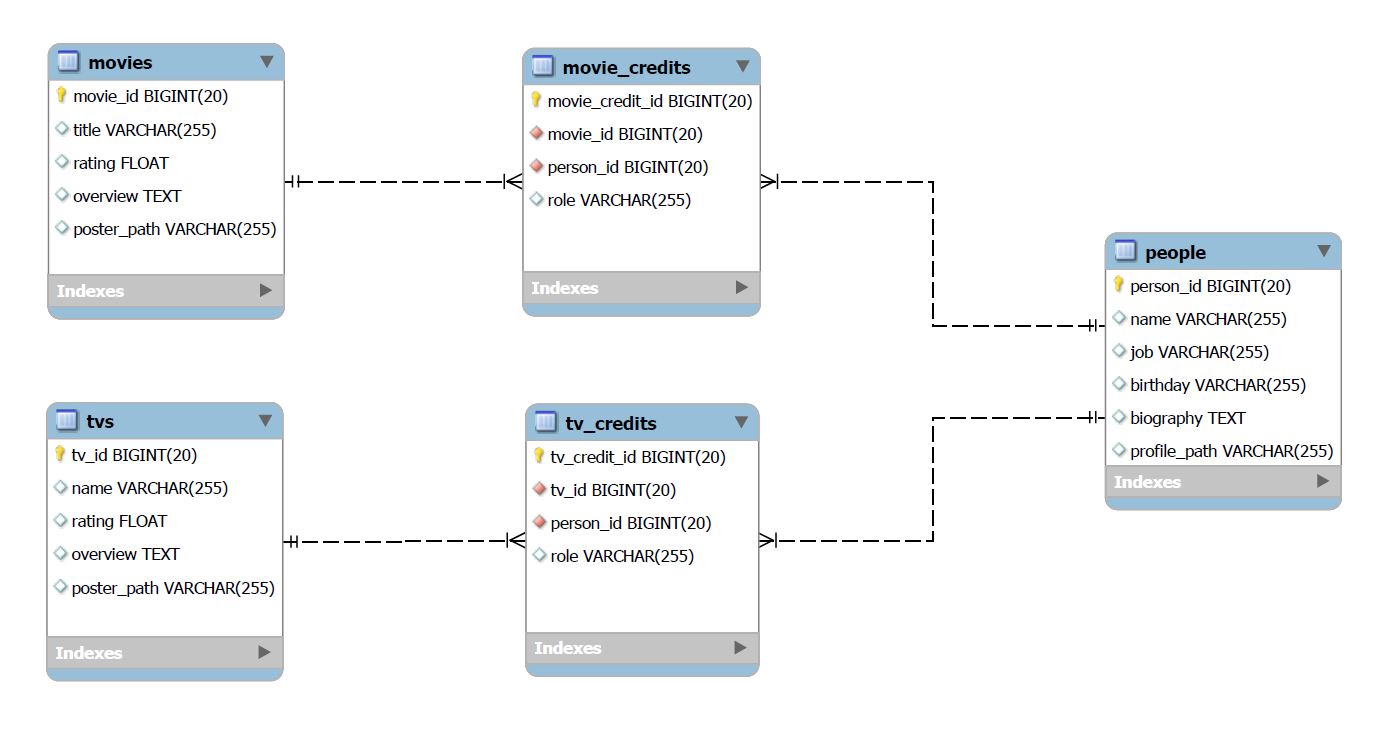 movies
movie_id BIGINT(20)
title VARCHAR(255)
rating FLOAT
overview TEXT
poster_path VARCHAR(255)
Indexes
movie_credits
movie_credit_id BIGINT(20)
movie_id BIGINT(20)
person_id BIGINT(20)
role VARCHAR(255)
Indexes
people
person_id BIGINT(20)
name VARCHAR(255)
job VARCHAR(255)
birthday VARCHAR(255)
biography TEXT
profile_path VARCHAR(255)
Indexes
tvs
tv_id BIGINT(20)
name VARCHAR(255)
rating FLOAT
overview TEXT
poster_path VARCHAR(255)
Indexes
tv_credits
tv_credit_id BIGINT(20)
tv_id BIGINT(20)
person_id BIGINT(20)
role VARCHAR(255)
Indexes